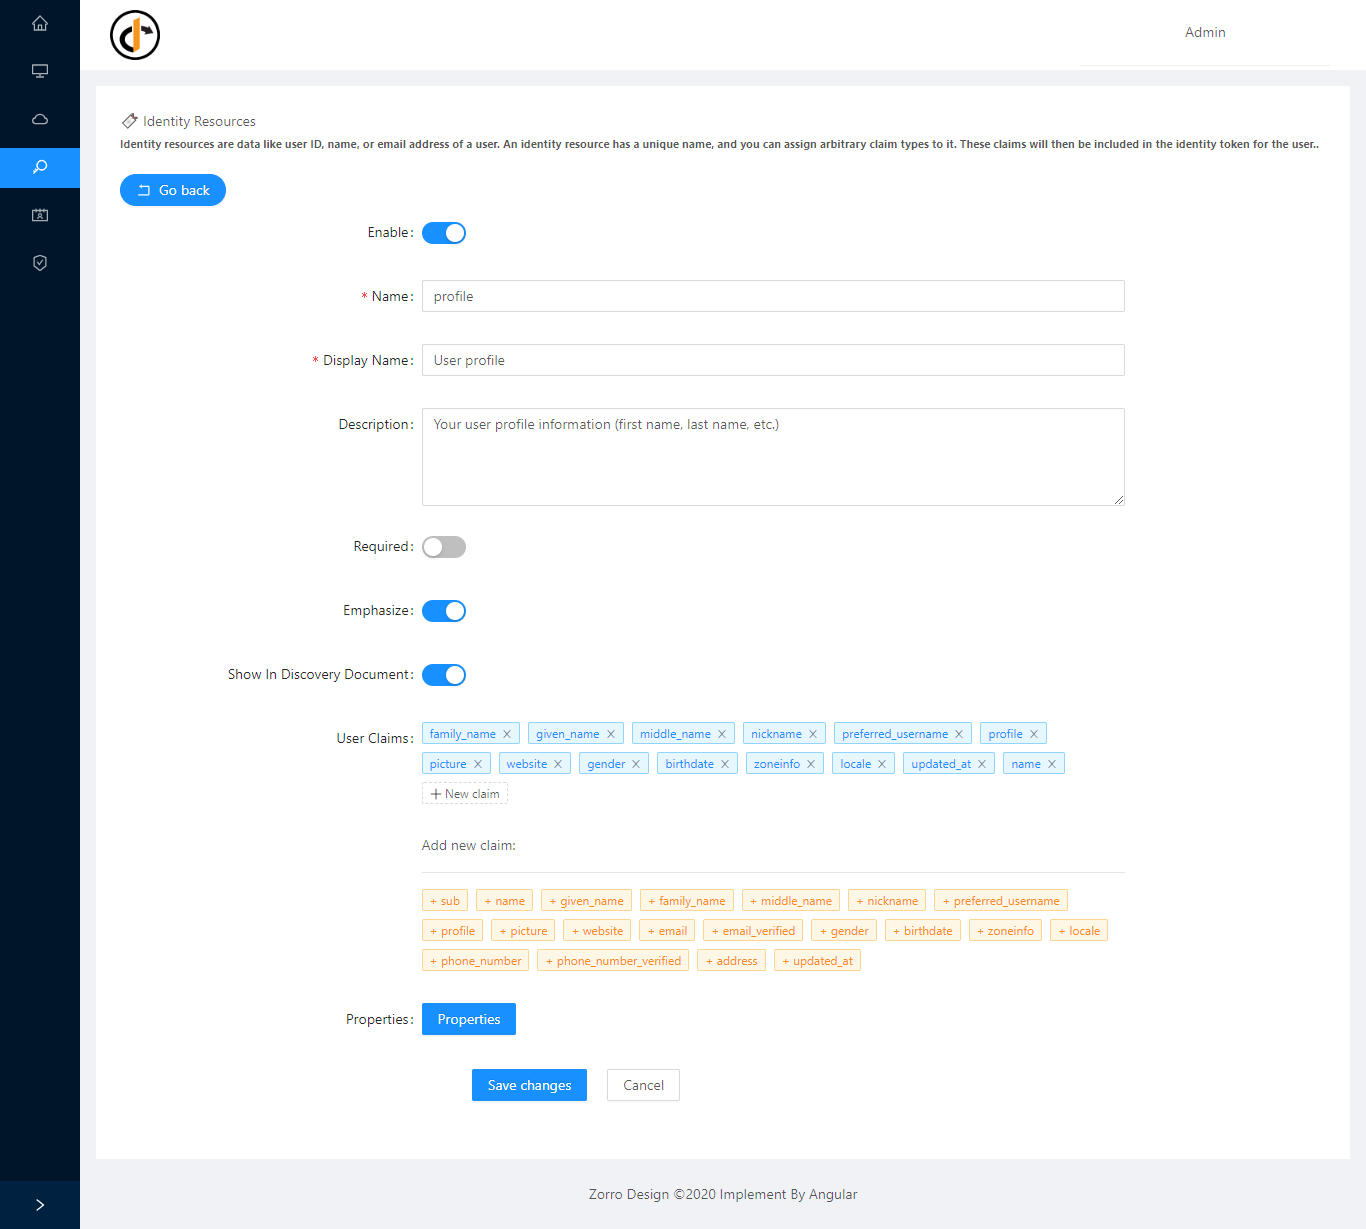 Admin
Identity Resources
Identity resources are data like user ID, name, or email address of a user. An identity resource has a unique name, and you can assign arbitrary claim types to it. These claims will then be included in the identity token for the user..
Go back
Enable:
* Name: profile
* Display Name: User profile
Description: Your user profile information (first name, last name, etc.)
Required:
Emphasize:
Show In Discovery Document:
User Claims: family_name given_name middle_name nickname preferred_username profile
picture website gender birthdate zoneinfo locale updated_at name
+ New claim
Add new claim:
+ sub + name + given_name + family_name + middle_name + nickname + preferred_username
+ profile + picture + website + email + email_verified + gender + birthdate + zoneinfo + locale
+ phone_number + phone_number_verified + address + updated_at
Properties: Properties
Save changes Cancel
Zorro Design ©2020 Implement By Angular